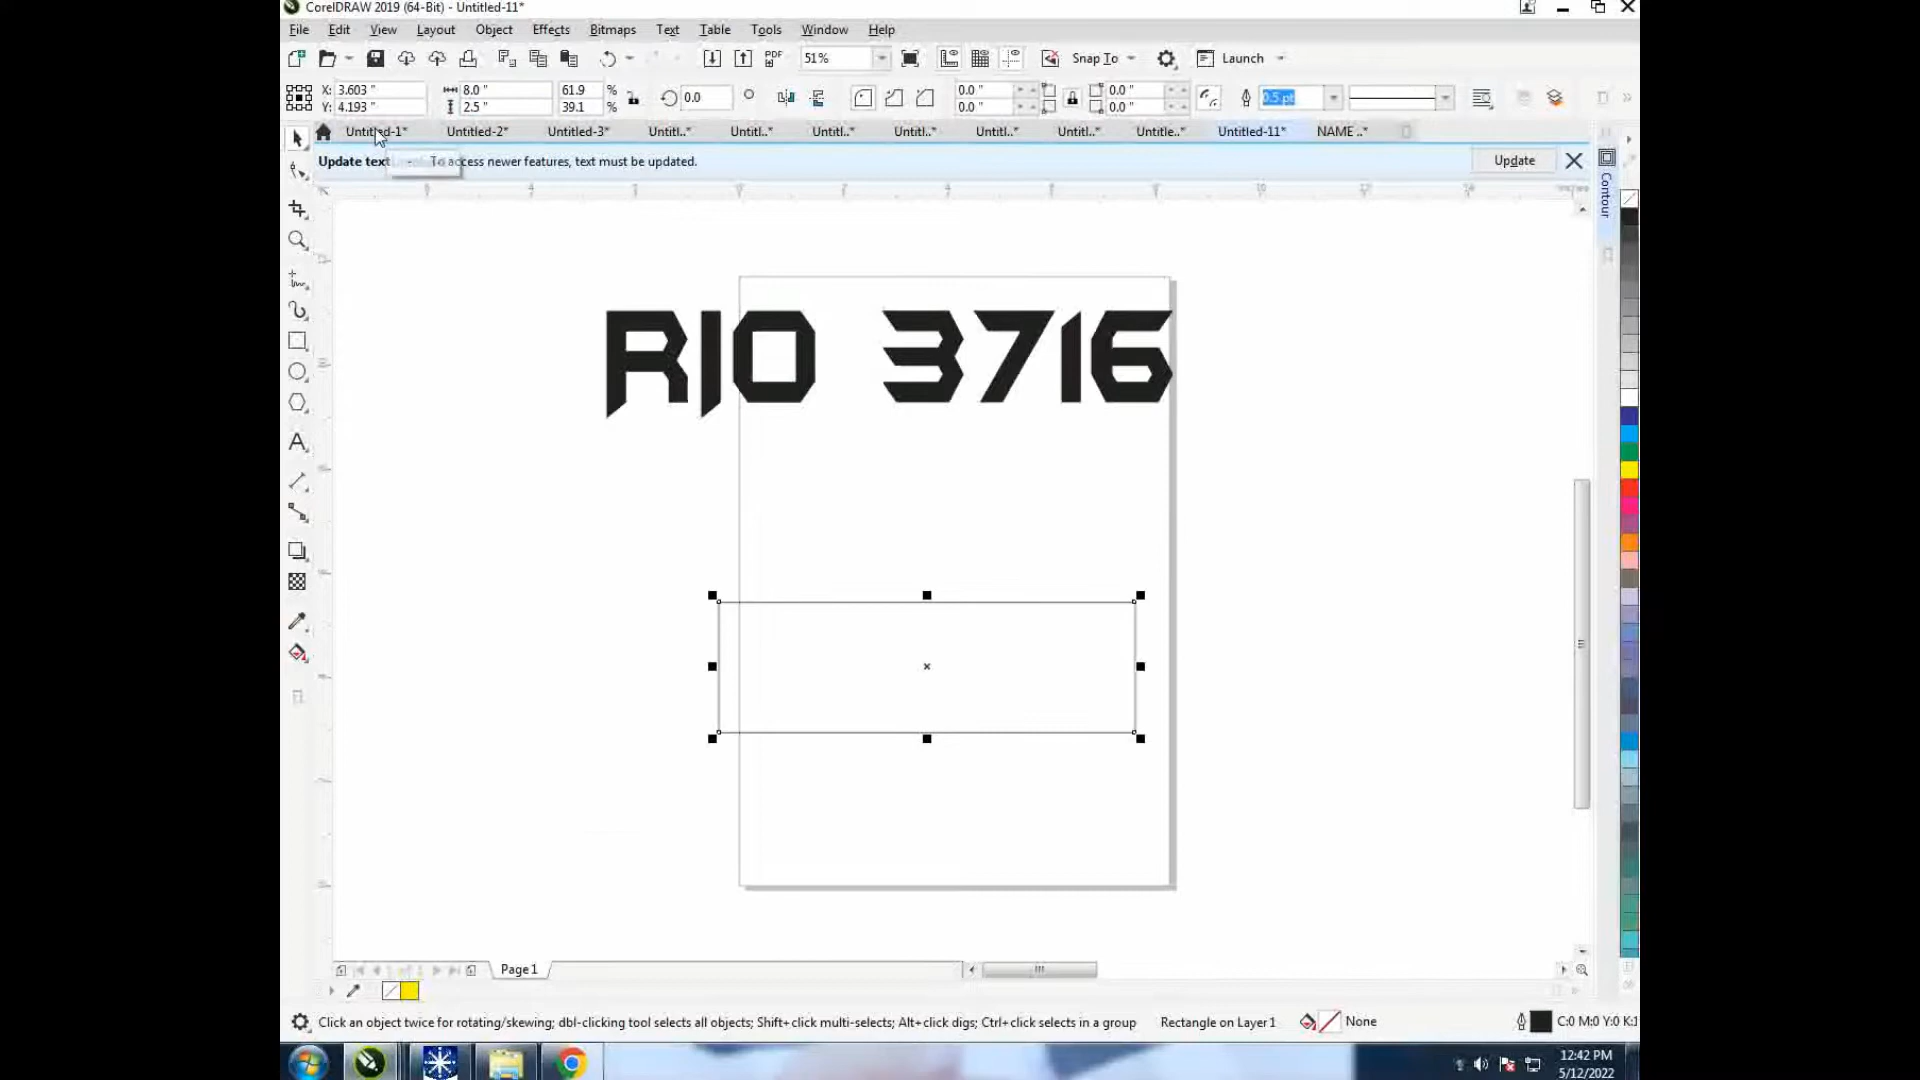 CorelDRAW 2019 (64-Bit) - Untitled-11*
File Edit View Layout Object Effects Bitmaps Text Table Tools Window Help
PDF 51% Snap To Launch
X: 3.603 " 8.0 " 61.9 % 0.0 0.0 " 0.0 " 0.5 pt
Y: 4.193 " 2.5 " 39.1 % 0.0 " 0.0 "
Untitled-1* Untitled-2* Untitled-3* Untitl..* Untitl..* Untitl..* Untitl..* Untitl..* Untitl..* Untitle..* Untitled-11* NAME ..*
Update text - To access newer features, text must be updated. Update
Contour
RIO 3716
Page 1
Click an object twice for rotating/skewing; dbl-clicking tool selects all objects; Shift+click multi-selects; Alt+click digs; Ctrl+click selects in a group Rectangle on Layer 1 None C:0 M:0 Y:0 K:1
12:42 PM
5/12/2022